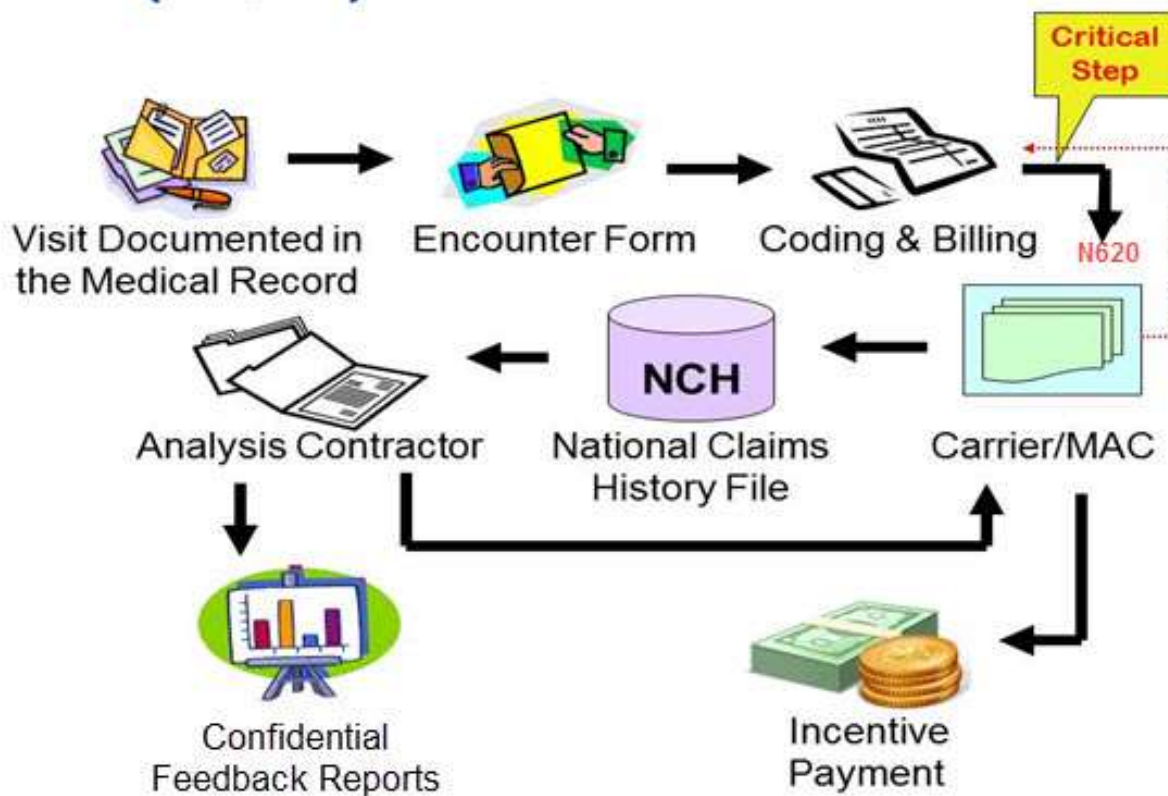 Critical
Step
Visit Documented in
the Medical Record
Encounter Form
Coding & Billing
N620
NCH
Analysis Contractor
National Claims
History File
Carrier/MAC
Confidential
Feedback Reports
Incentive
Payment